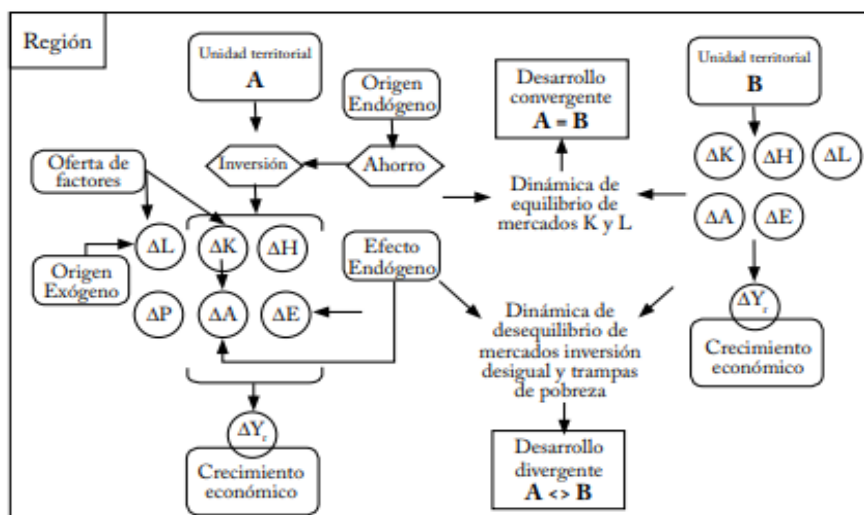 Región
Unidad territorial
A
Origen
Endógeno
Desarrollo
convergente
A = B
Unidad territorial
B
Oferta de
factores
Inversión
Ahorro
Dinámica de
equilibrio de
mercados K y L
ΔK
ΔH
ΔL
ΔA
ΔE
ΔL
ΔK
ΔH
Origen
Exógeno
Efecto
Endógeno
ΔP
ΔA
ΔE
Dinámica de
desequilibrio de
mercados inversión
desigual y trampas
de pobreza
ΔYr
Crecimiento
económico
ΔYr
Crecimiento
económico
Desarrollo
divergente
A <> B